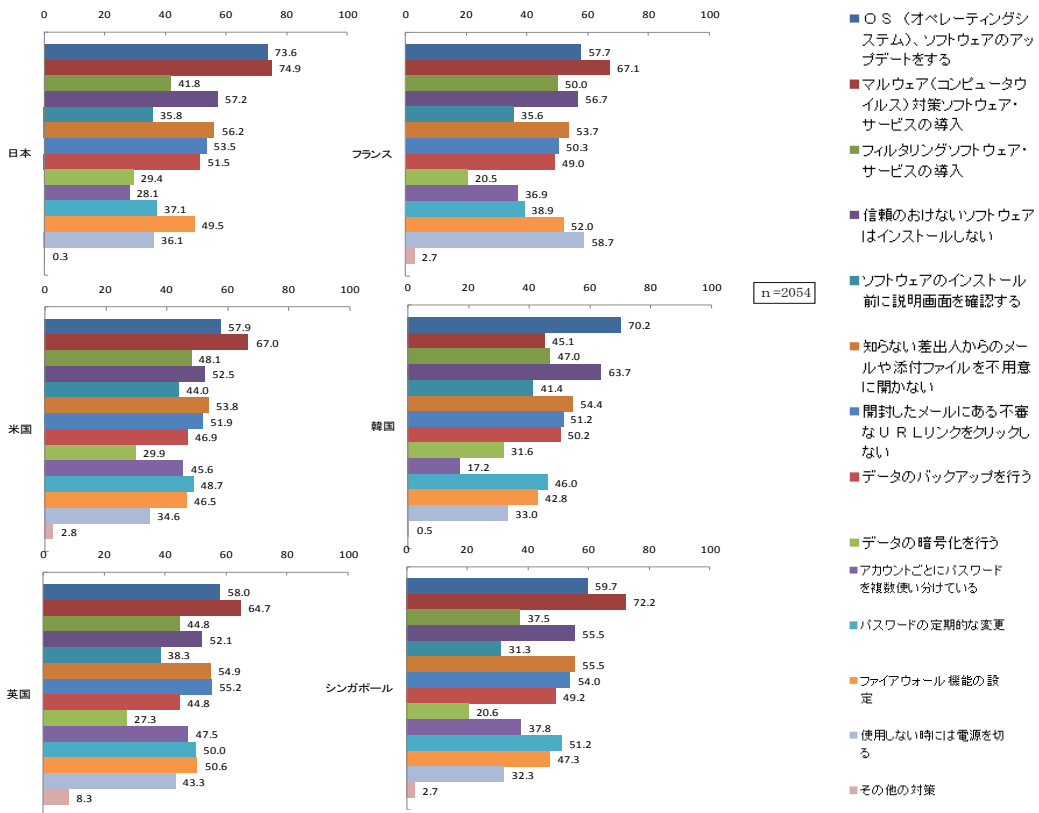 0 20 40 60 80 100
日本
73.6
74.9
41.8
57.2
35.8
56.2
53.5
51.5
29.4
28.1
37.1
49.5
36.1
0.3
0 20 40 60 80 100
フランス
57.7
67.1
50.0
56.7
35.6
53.7
50.3
49.0
20.5
36.9
38.9
52.0
58.7
2.7
n=2054
0 20 40 60 80 100
米国
57.9
67.0
48.1
52.5
44.0
53.8
51.9
46.9
29.9
45.6
48.7
46.5
34.6
2.8
0 20 40 60 80 100
韓国
70.2
45.1
47.0
63.7
41.4
54.4
51.2
50.2
31.6
17.2
46.0
42.8
33.0
0.5
0 20 40 60 80 100
英国
58.0
64.7
44.8
52.1
38.3
54.9
55.2
44.8
27.3
47.5
50.0
50.6
43.3
8.3
0 20 40 60 80 100
シンガポール
59.7
72.2
37.5
55.5
31.3
55.5
54.0
49.2
20.6
37.8
51.2
47.3
32.3
2.7
ＯＳ（オペレーティングシ
ステム）、ソフトウェアのアッ
プデートをする
マルウェア（コンピュータウ
イルス）対策ソフトウェア・
サービスの導入
フィルタリングソフトウェア・
サービスの導入
信頼のおけないソフトウェア
はインストールしない
ソフトウェアのインストール
前に説明画面を確認する
知らない差出人からのメー
ルや添付ファイルを不用意
に開かない
開封したメールにある不審
なＵＲＬリンクをクリックし
ない
データのバックアップを行う
データの暗号化を行う
アカウントごとにパスワード
を複数使い分けている
パスワードの定期的な変更
ファイアウォール機能の設
定
使用しない時には電源を切
る
その他の対策